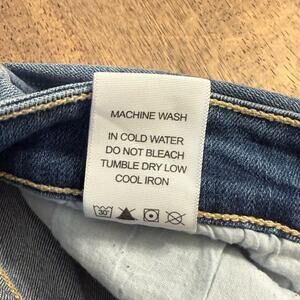 MACHINE WASH
IN COLD WATER
DO NOT BLEACH
TUMBLE DRY LOW
COOL IRON
30°